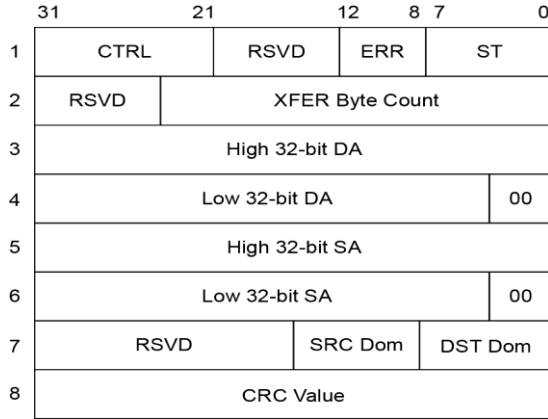 31 21 12 8 7 0
1 CTRL RSVD ERR ST
2 RSVD XFER Byte Count
3 High 32-bit DA
4 Low 32-bit DA 00
5 High 32-bit SA
6 Low 32-bit SA 00
7 RSVD SRC Dom DST Dom
8 CRC Value